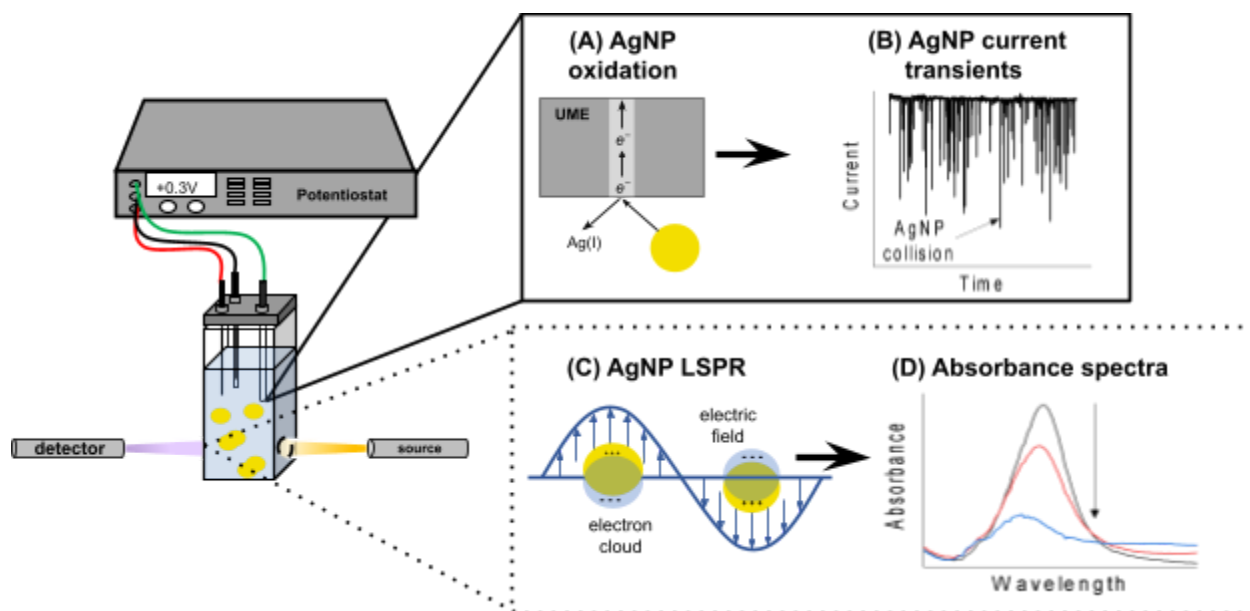 (A) AgNP
oxidation
UME
e⁻
e⁻
Ag(I)
(B) AgNP current
transients
Current
AgNP
collision
Time
+0.3V
Potentiostat
detector
source
(C) AgNP LSPR
electric
field
+++
---
---
+++
electron
cloud
(D) Absorbance spectra
Absorbance
Wavelength